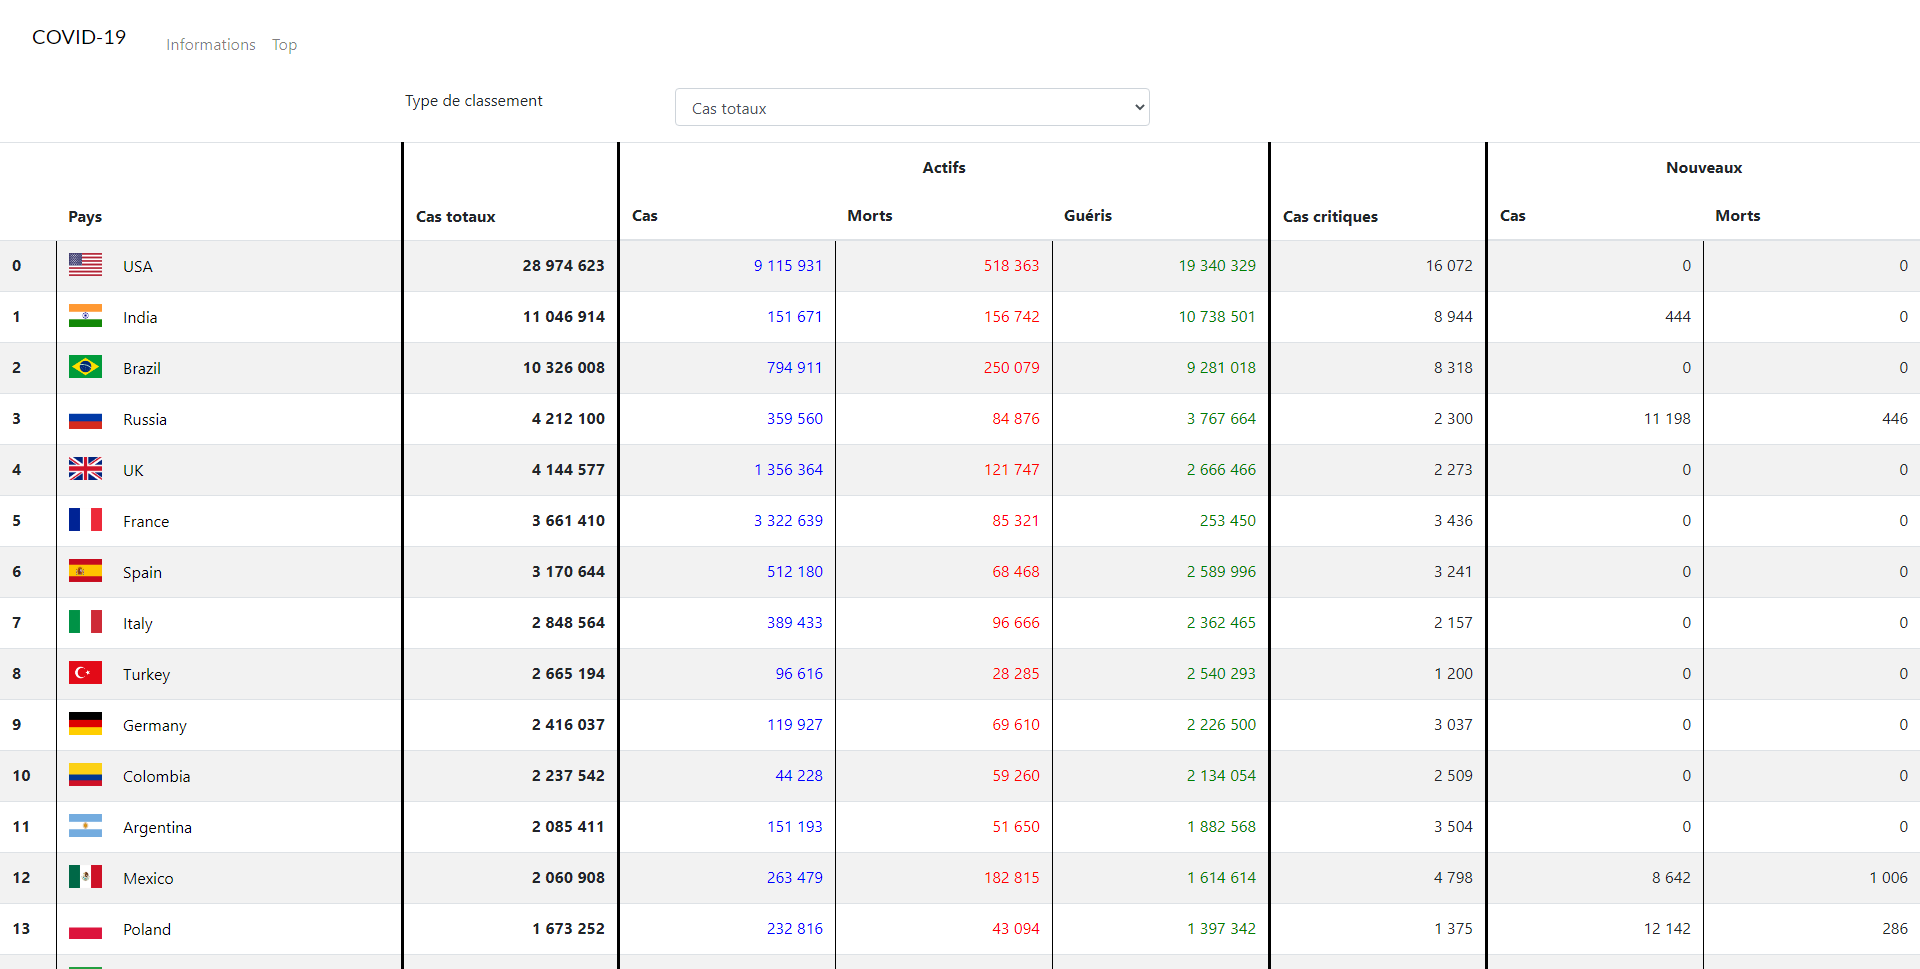 COVID-19 Informations Top
Type de classement Cas totaux
Actifs Nouveaux
Pays Cas totaux Cas Morts Guéris Cas critiques Cas Morts
0 USA 28 974 623 9 115 931 518 363 19 340 329 16 072 0 0
1 India 11 046 914 151 671 156 742 10 738 501 8 944 444 0
2 Brazil 10 326 008 794 911 250 079 9 281 018 8 318 0 0
3 Russia 4 212 100 359 560 84 876 3 767 664 2 300 11 198 446
4 UK 4 144 577 1 356 364 121 747 2 666 466 2 273 0 0
5 France 3 661 410 3 322 639 85 321 253 450 3 436 0 0
6 Spain 3 170 644 512 180 68 468 2 589 996 3 241 0 0
7 Italy 2 848 564 389 433 96 666 2 362 465 2 157 0 0
8 Turkey 2 665 194 96 616 28 285 2 540 293 1 200 0 0
9 Germany 2 416 037 119 927 69 610 2 226 500 3 037 0 0
10 Colombia 2 237 542 44 228 59 260 2 134 054 2 509 0 0
11 Argentina 2 085 411 151 193 51 650 1 882 568 3 504 0 0
12 Mexico 2 060 908 263 479 182 815 1 614 614 4 798 8 642 1 006
13 Poland 1 673 252 232 816 43 094 1 397 342 1 375 12 142 286